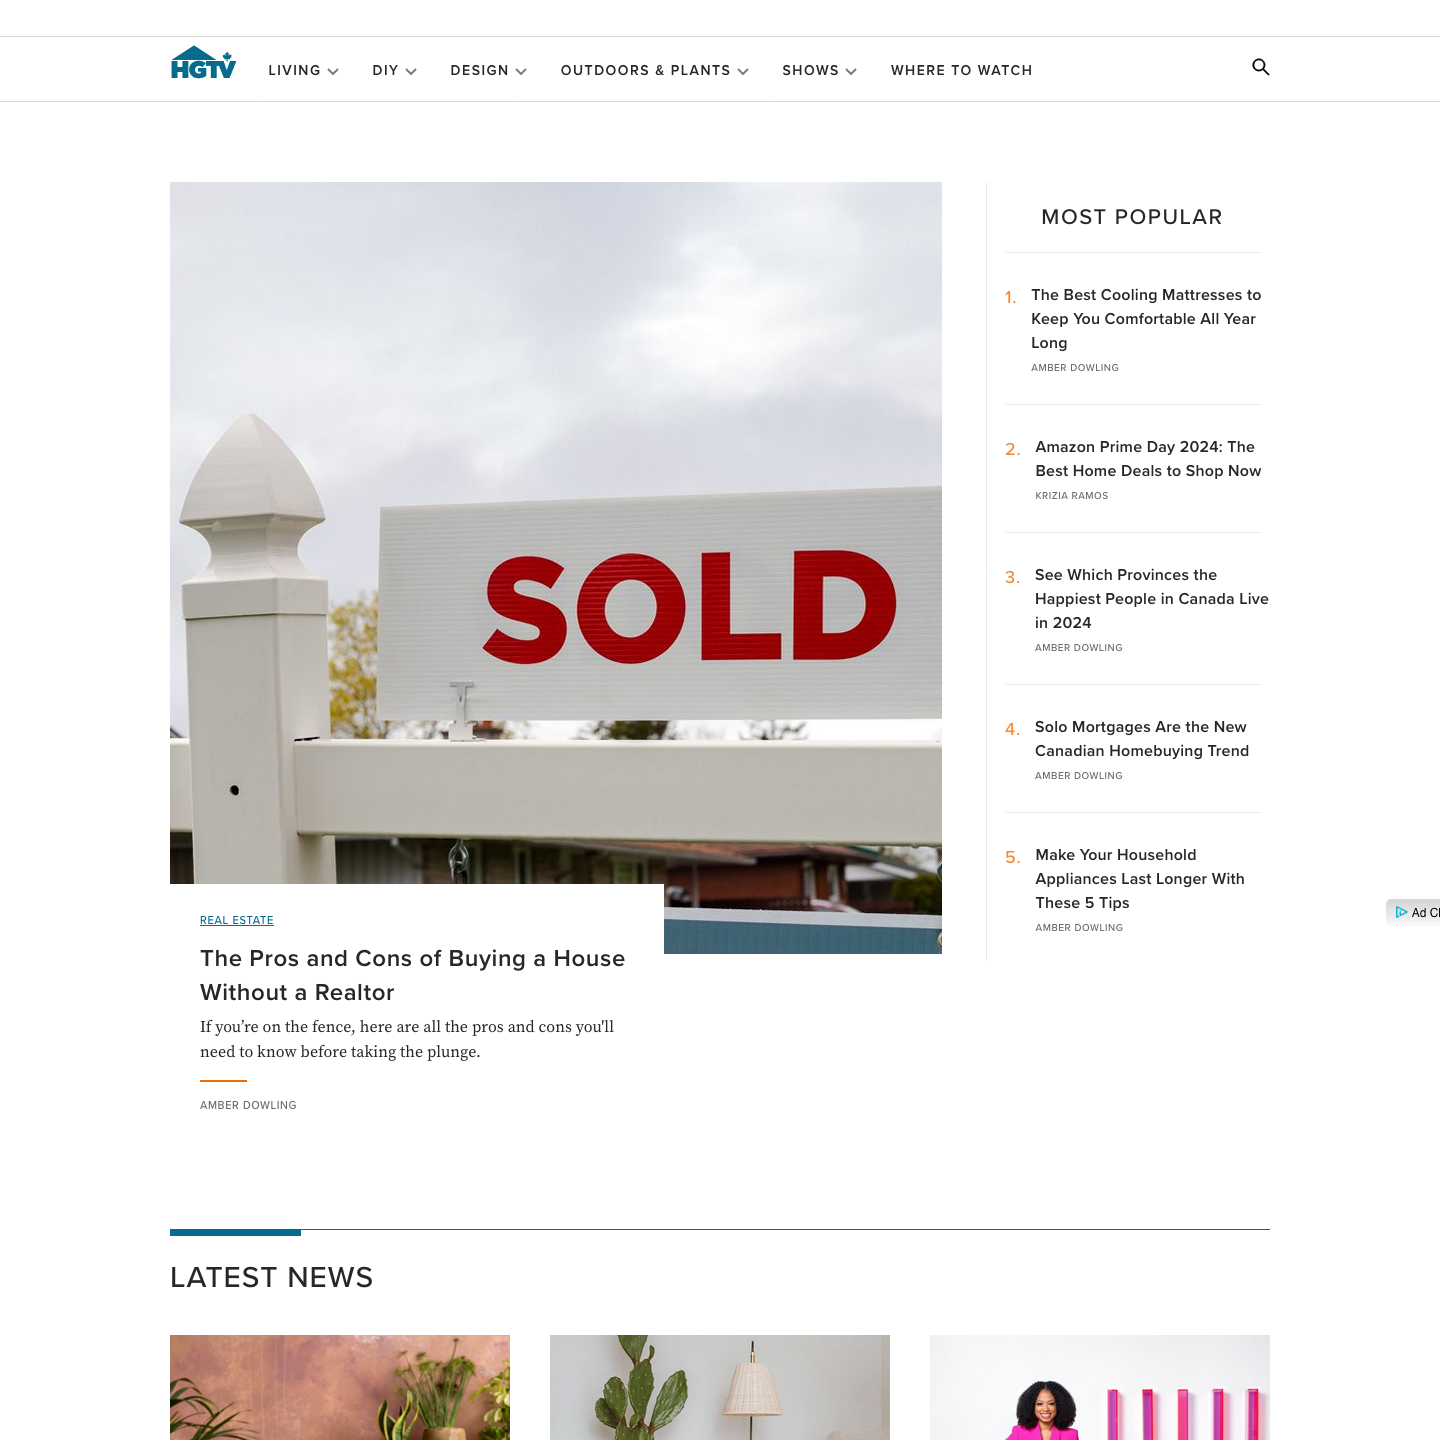 HGTV
LIVING
DIY
DESIGN
OUTDOORS & PLANTS
SHOWS
WHERE TO WATCH
SOLD
REAL ESTATE
The Pros and Cons of Buying a House
Without a Realtor
If you’re on the fence, here are all the pros and cons you'll
need to know before taking the plunge.
AMBER DOWLING
MOST POPULAR
1.
The Best Cooling Mattresses to
Keep You Comfortable All Year
Long
AMBER DOWLING
2.
Amazon Prime Day 2024: The
Best Home Deals to Shop Now
KRIZIA RAMOS
3.
See Which Provinces the
Happiest People in Canada Live
in 2024
AMBER DOWLING
4.
Solo Mortgages Are the New
Canadian Homebuying Trend
AMBER DOWLING
5.
Make Your Household
Appliances Last Longer With
These 5 Tips
AMBER DOWLING
Ad
LATEST NEWS